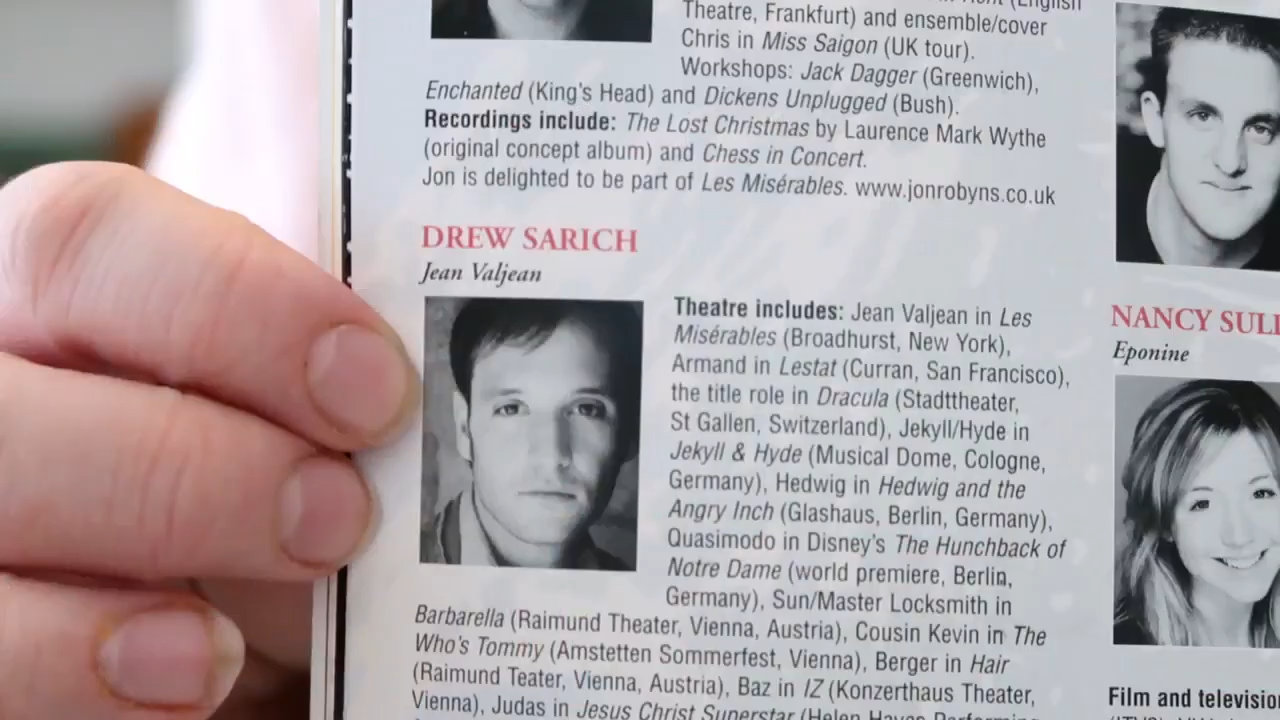 Theatre, Frankfurt) and ensemble/cover
Chris in Miss Saigon (UK tour).
Workshops: Jack Dagger (Greenwich),
Enchanted (King's Head) and Dickens Unplugged (Bush).
Recordings include: The Lost Christmas by Laurence Mark Wythe
(original concept album) and Chess in Concert.
Jon is delighted to be part of Les Misérables. www.jonrobyns.co.uk
DREW SARICH
Jean Valjean
Theatre includes: Jean Valjean in Les
Misérables (Broadhurst, New York),
Armand in Lestat (Curran, San Francisco),
the title role in Dracula (Stadttheater,
St Gallen, Switzerland), Jekyll/Hyde in
Jekyll & Hyde (Musical Dome, Cologne,
Germany), Hedwig in Hedwig and the
Angry Inch (Glashaus, Berlin, Germany),
Quasimodo in Disney's The Hunchback of
Notre Dame (world premiere, Berlin,
Germany), Sun/Master Locksmith in
Barbarella (Raimund Theater, Vienna, Austria), Cousin Kevin in The
Who's Tommy (Amstetten Sommerfest, Vienna), Berger in Hair
(Raimund Teater, Vienna, Austria), Baz in IZ (Konzerthaus Theater,
Vienna), Judas in Jesus Christ Superstar (Helen Hayes Performing
NANCY
Eponine
Film and